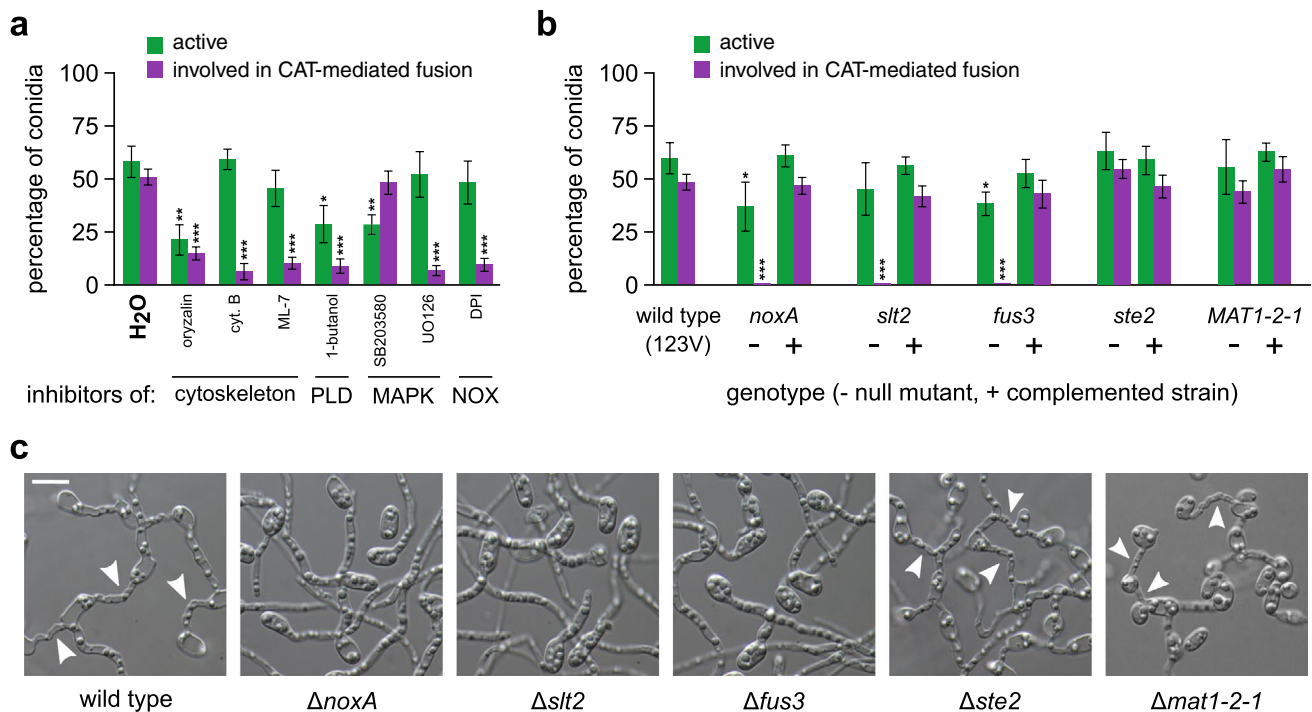 a
active
involved in CAT-mediated fusion
percentage of conidia
100
75
50
25
0
** *** *** *** * *** ** *** ***
H2O oryzalin cyt. B ML-7 1-butanol SB203580 UO126 DPI
inhibitors of: cytoskeleton PLD MAPK NOX
b
active
involved in CAT-mediated fusion
percentage of conidia
100
75
50
25
0
* *** *** * ***
wild type noxA slt2 fus3 ste2 MAT1-2-1
(123V) - + - + - + - + - +
genotype (- null mutant, + complemented strain)
c
wild type ΔnoxA Δslt2 Δfus3 Δste2 Δmat1-2-1